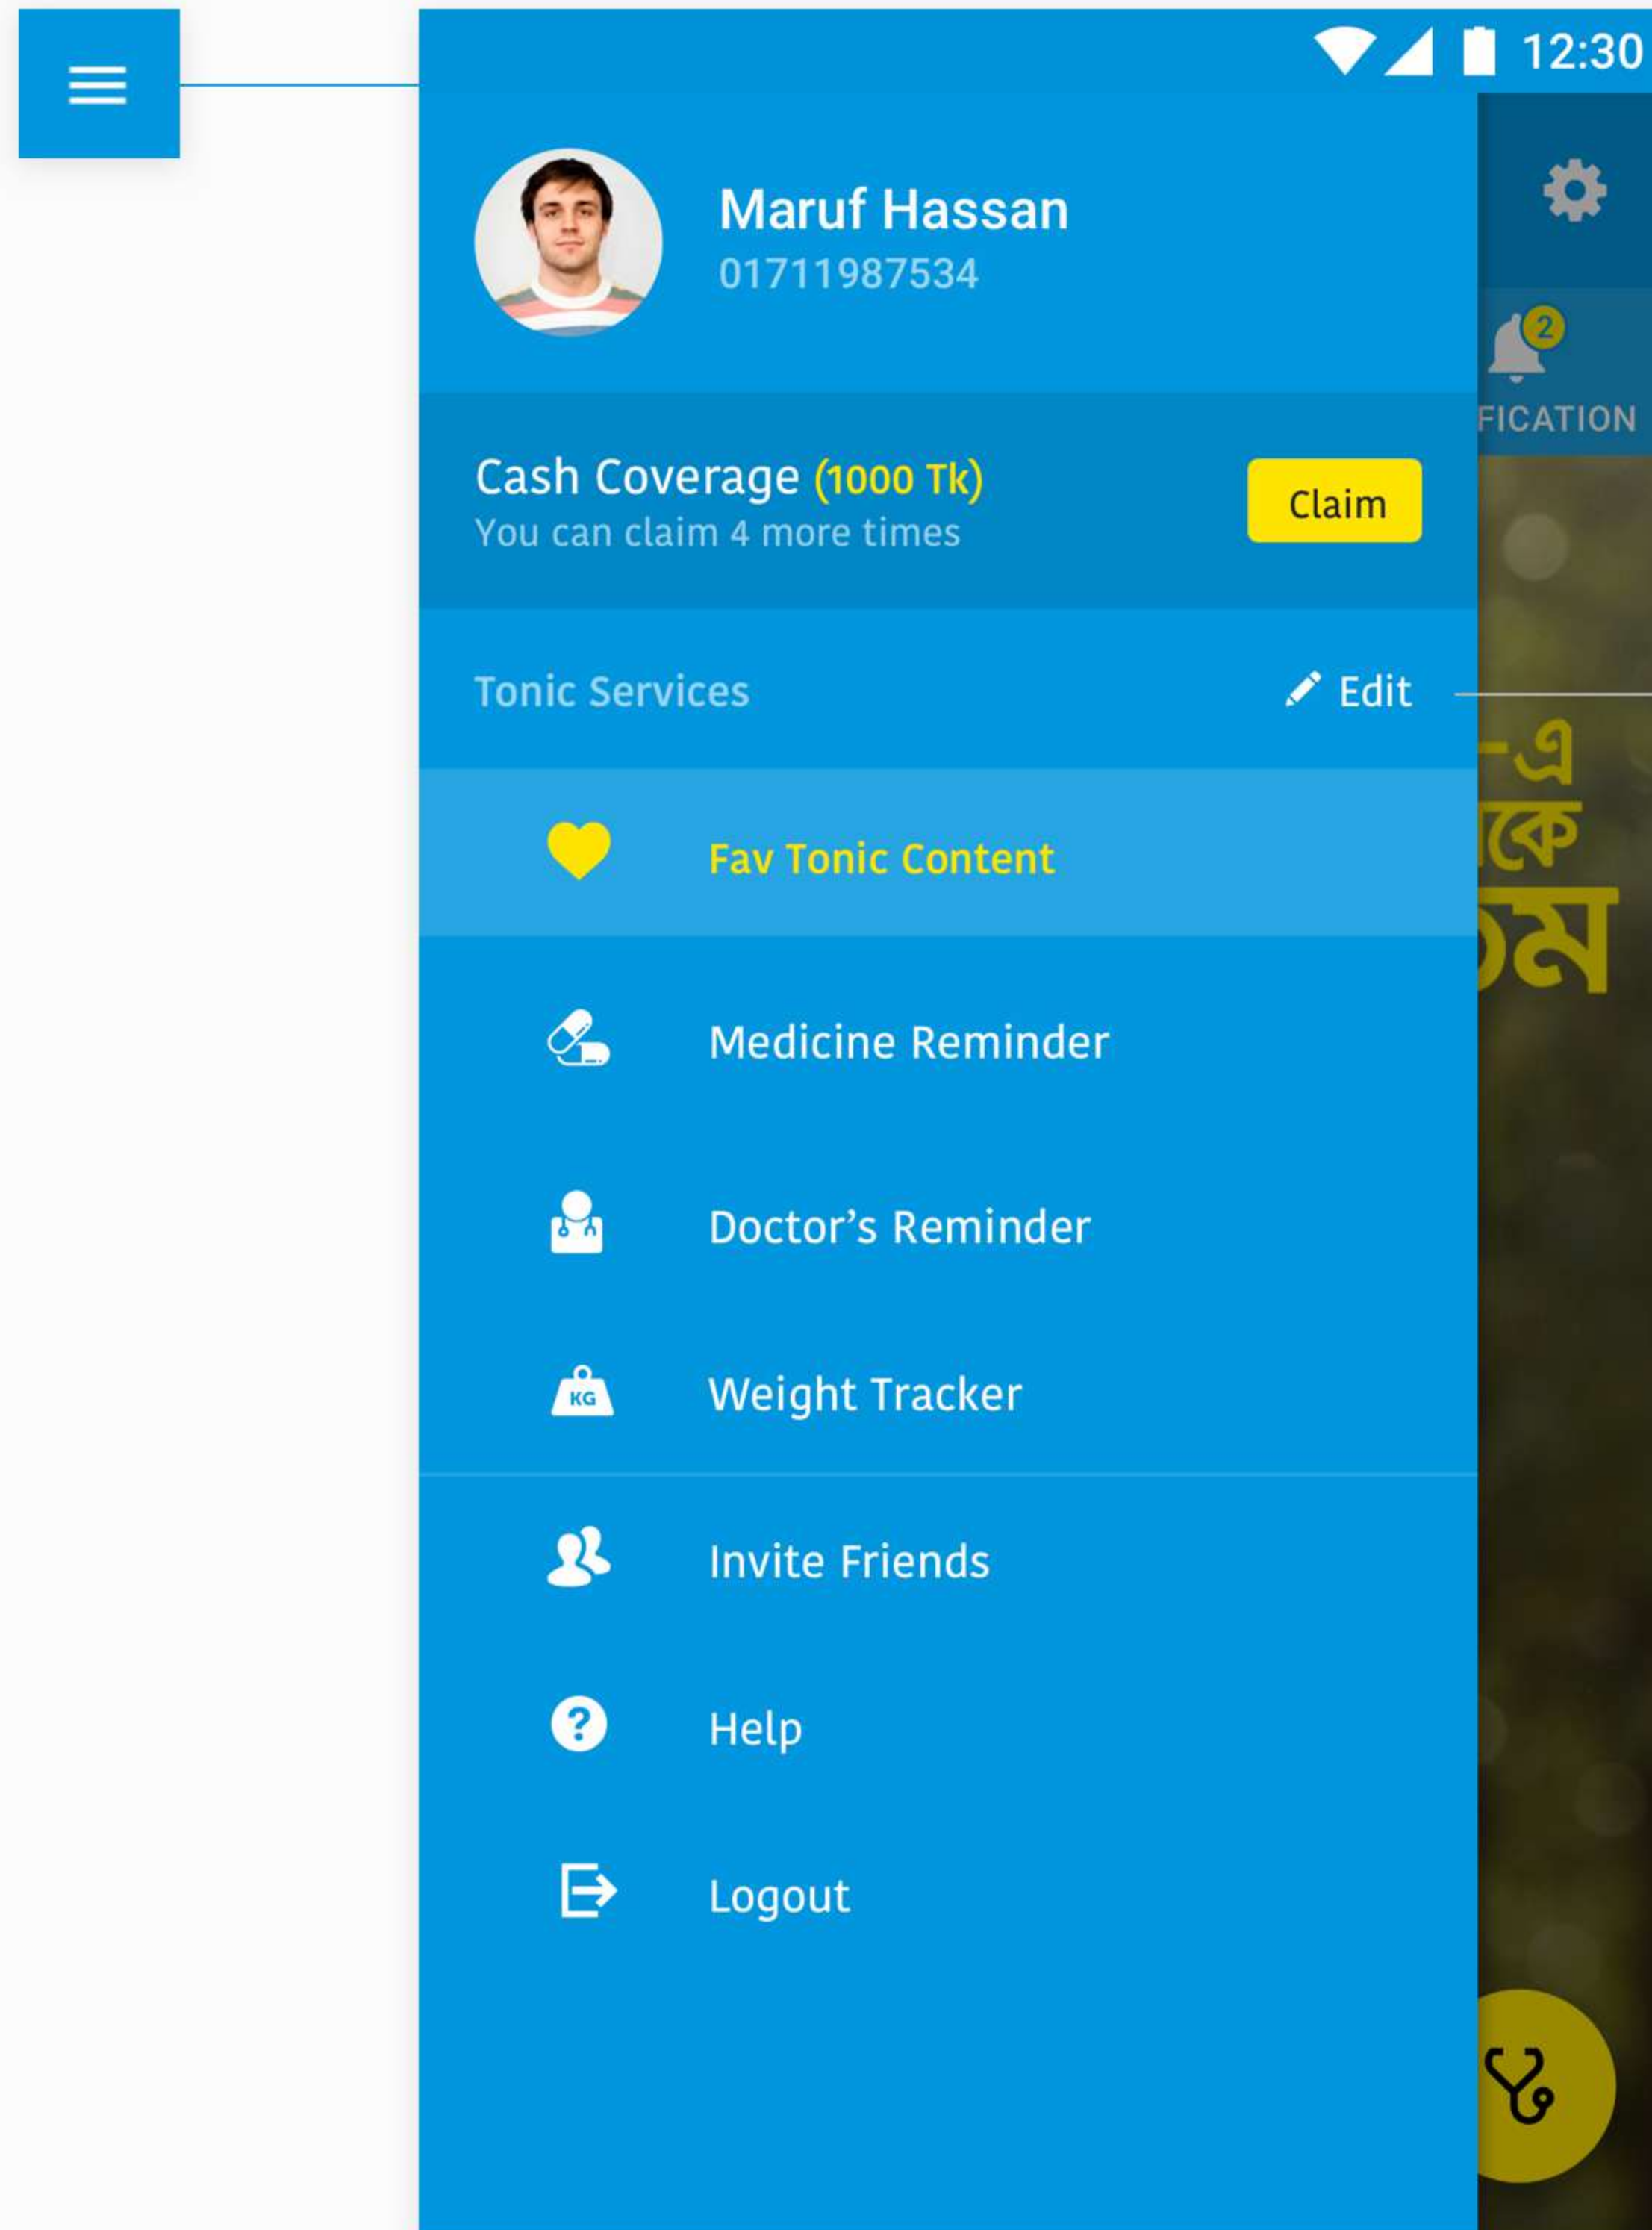 12:30
Maruf Hassan
01711987534
2
FICATION
Cash Coverage (1000 Tk)
You can claim 4 more times
Claim
Tonic Services
Edit
-এ
কে
ম
Fav Tonic Content
Medicine Reminder
Doctor’s Reminder
KG
Weight Tracker
Invite Friends
?
Help
Logout